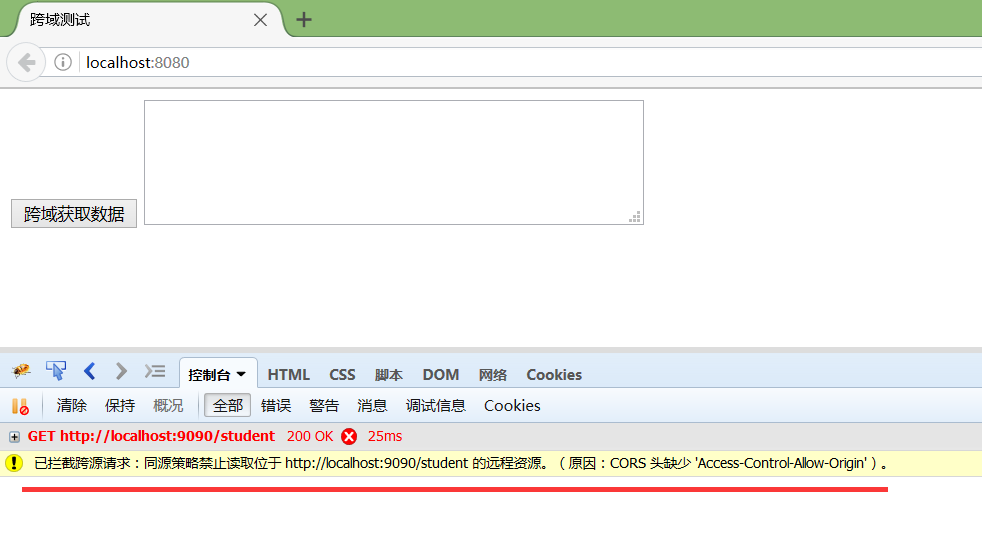 跨域测试
localhost:8080
跨域获取数据
控制台 HTML CSS 脚本 DOM 网络 Cookies
清除 保持 概况 全部 错误 警告 消息 调试信息 Cookies
GET http://localhost:9090/student 200 OK 25ms
已拦截跨源请求：同源策略禁止读取位于 http://localhost:9090/student 的远程资源。（原因：CORS 头缺少 'Access-Control-Allow-Origin'）。